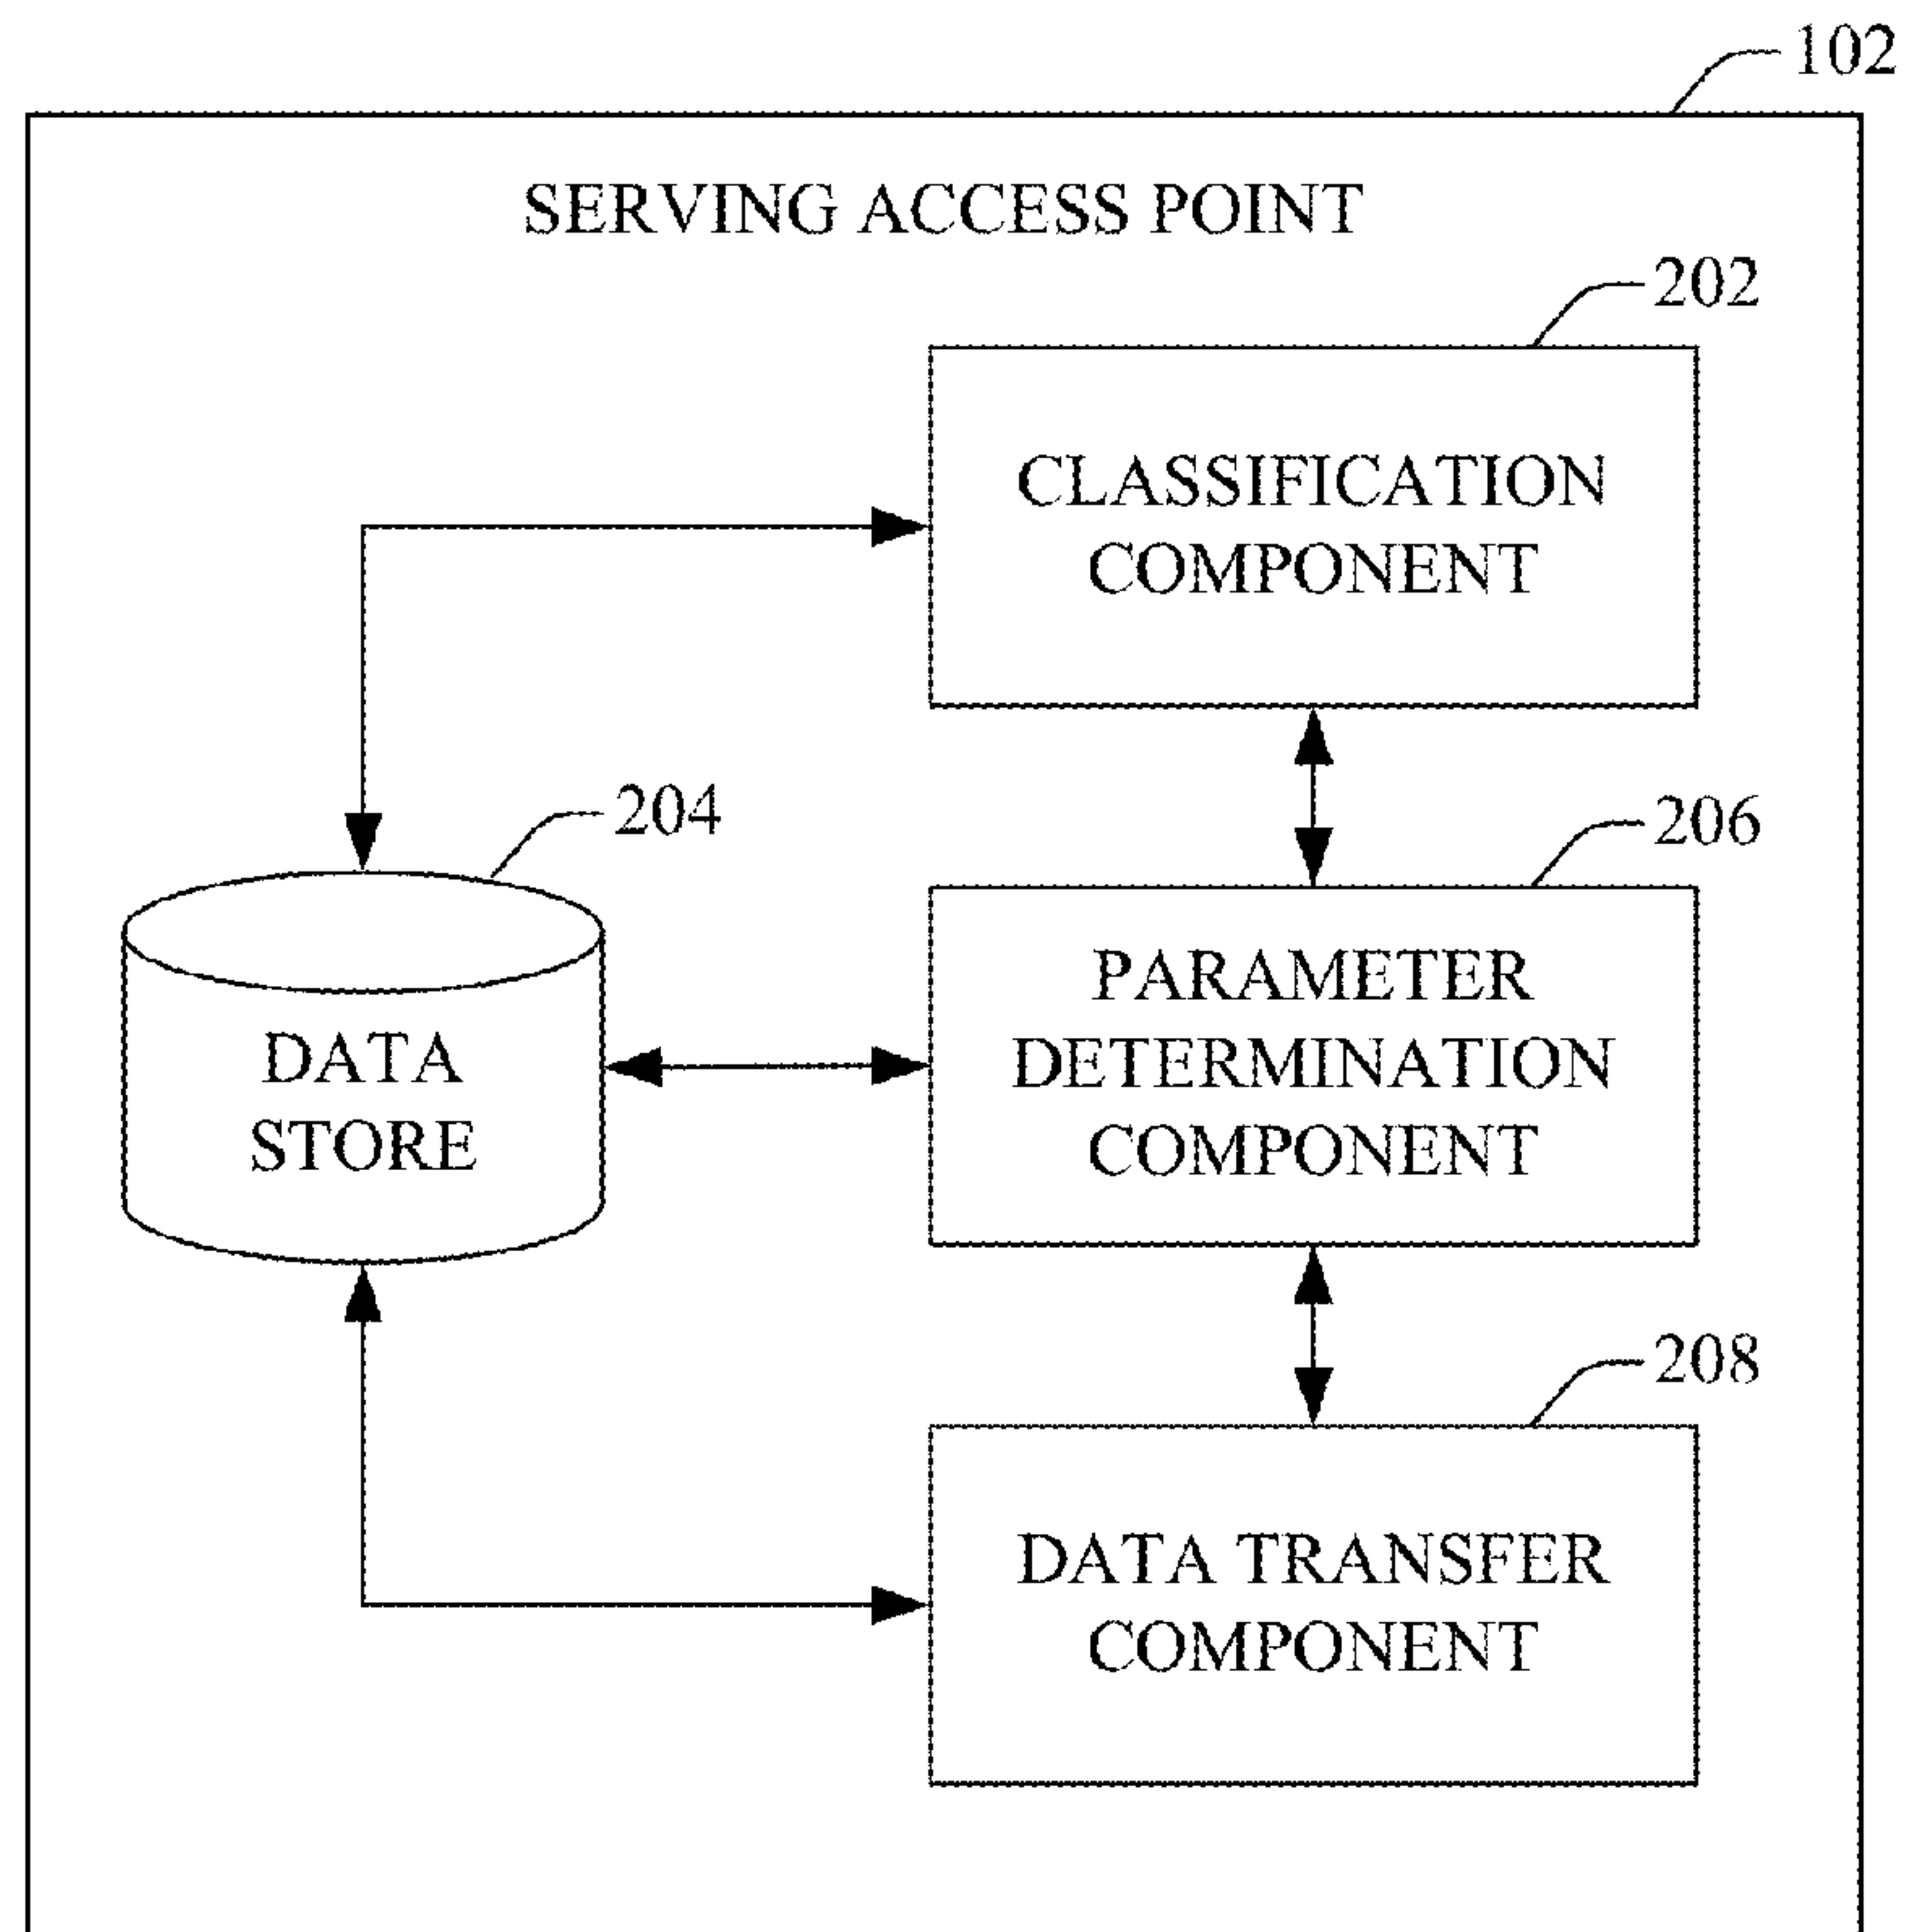 102
SERVING ACCESS POINT
202
CLASSIFICATION
COMPONENT
204
206
PARAMETER
DETERMINATION
COMPONENT
DATA
STORE
208
DATA TRANSFER
COMPONENT